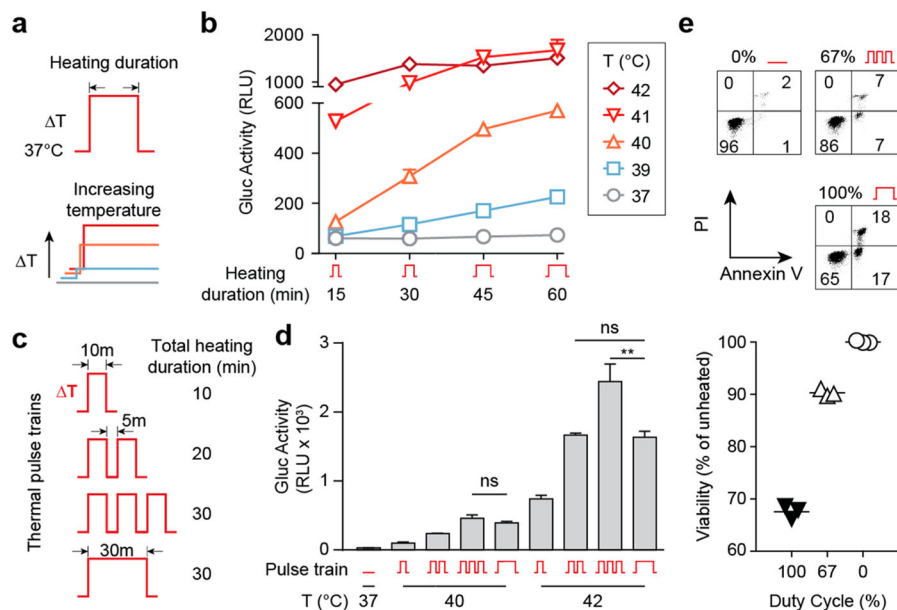 a
Heating duration
ΔT
37°C
Increasing
temperature
ΔT
b
Gluc Activity (RLU)
2000
1000
600
400
200
0
T (°C)
42
41
40
39
37
Heating
duration (min)
15 30 45 60
c
Thermal pulse trains
10m
Total heating
duration (min)
ΔT
10
5m
20
30
30m
30
d
Gluc Activity
(RLU x 10³)
3
2
1
0
ns
ns
**
Pulse train
T (°C) 37 40 42
e
0% 67%
0 2
96 1
0 7
86 7
100%
0 18
65 17
PI
Annexin V
Viability (% of unheated)
100
90
80
70
60
100 67 0
Duty Cycle (%)